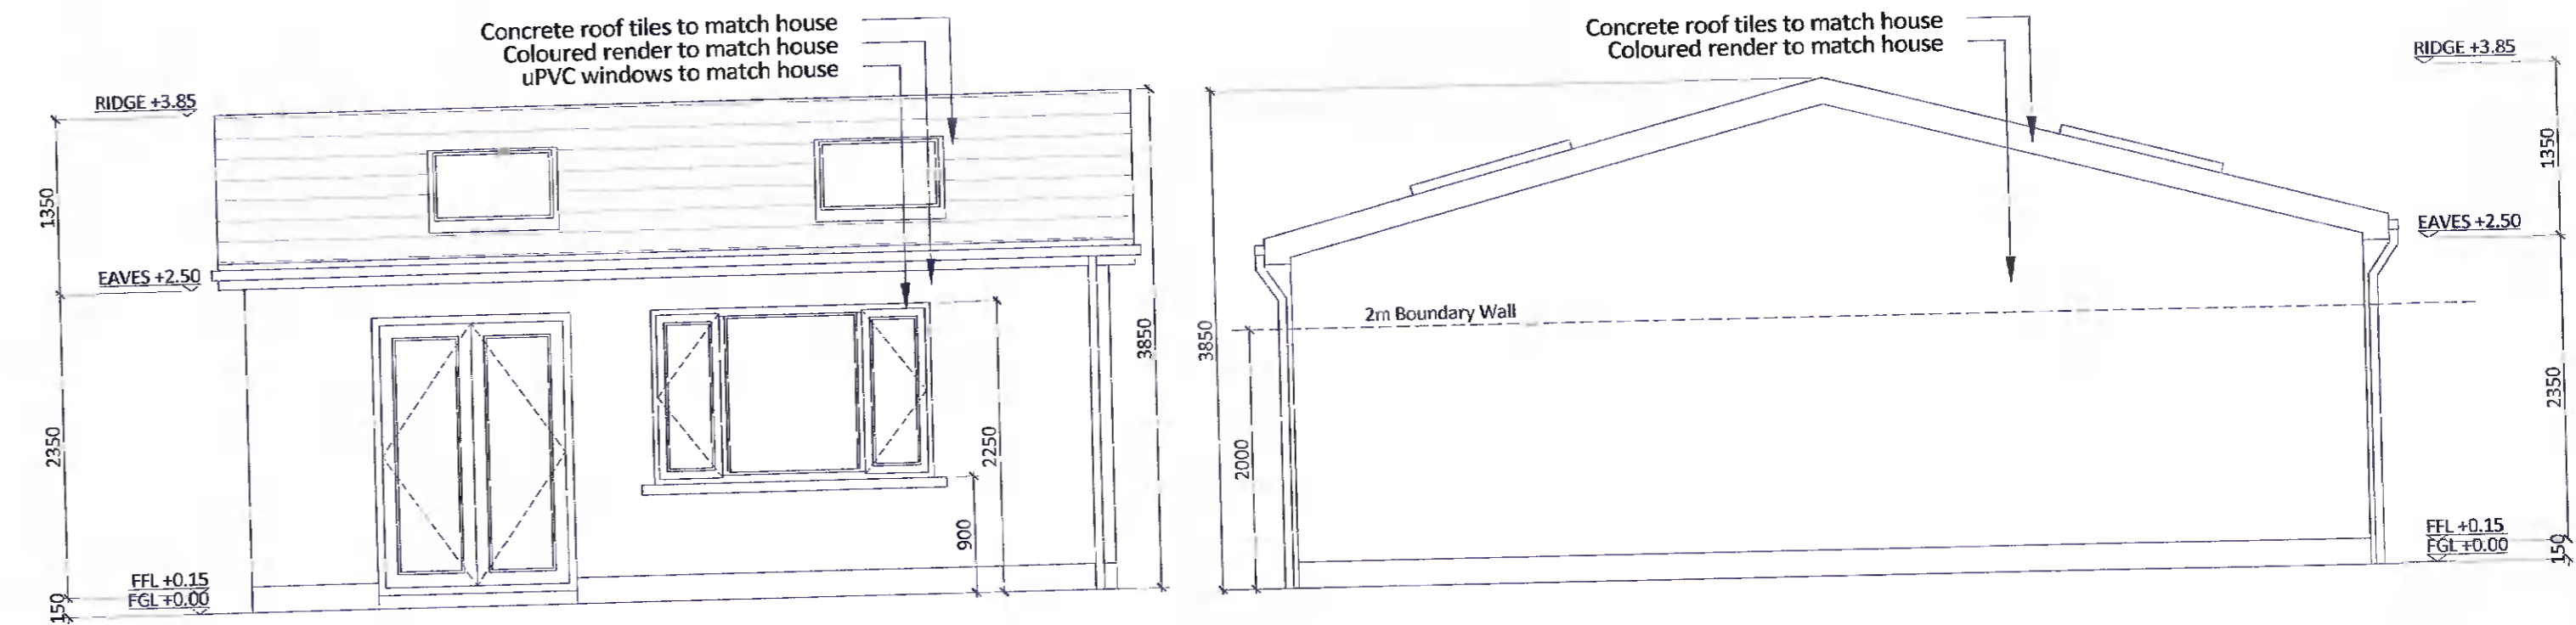 Concrete roof tiles to match house
Coloured render to match house
uPVC windows to match house
RIDGE +3.85
1350
EAVES +2.50
2350
FFL +0.15
FGL +0.00
150
900
2250
3850
Concrete roof tiles to match house
Coloured render to match house
3850
2m Boundary Wall
2000
RIDGE +3.85
1350
EAVES +2.50
2350
FFL +0.15
FGL +0.00
150